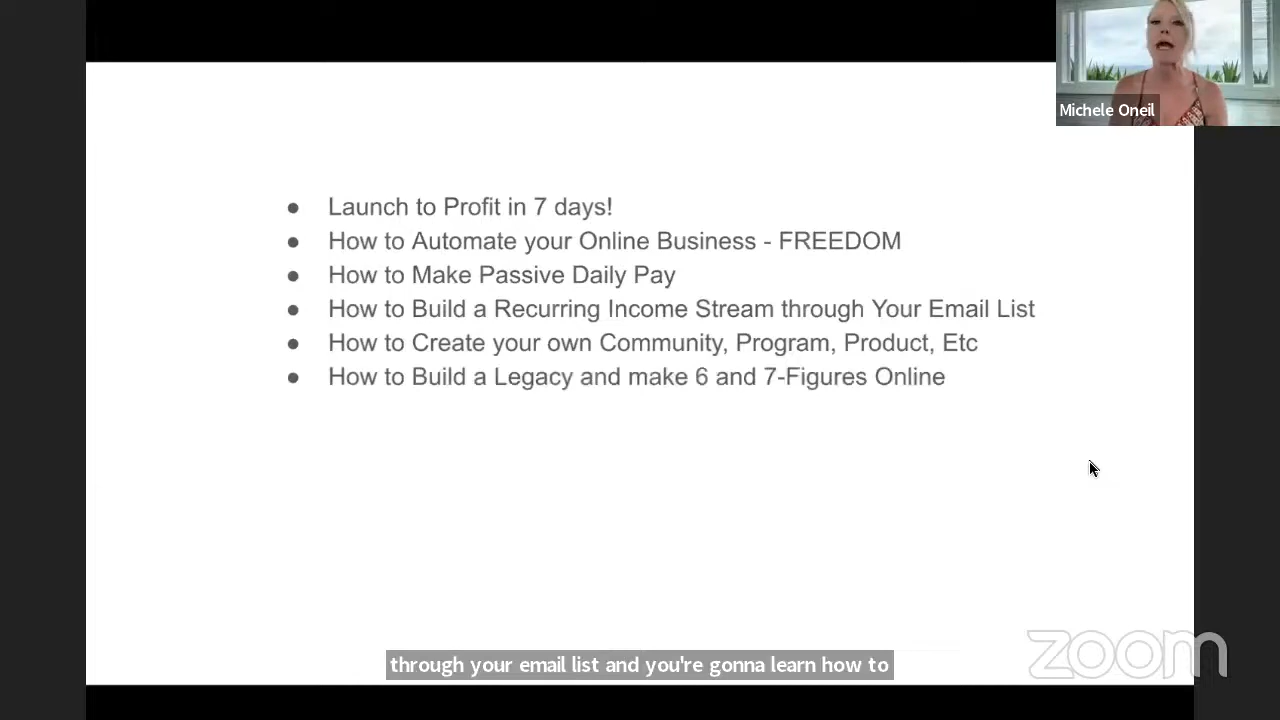 Michele Oneil
● Launch to Profit in 7 days!
● How to Automate your Online Business - FREEDOM
● How to Make Passive Daily Pay
● How to Build a Recurring Income Stream through Your Email List
● How to Create your own Community, Program, Product, Etc
● How to Build a Legacy and make 6 and 7-Figures Online
through your email list and you're gonna learn how to
zoom